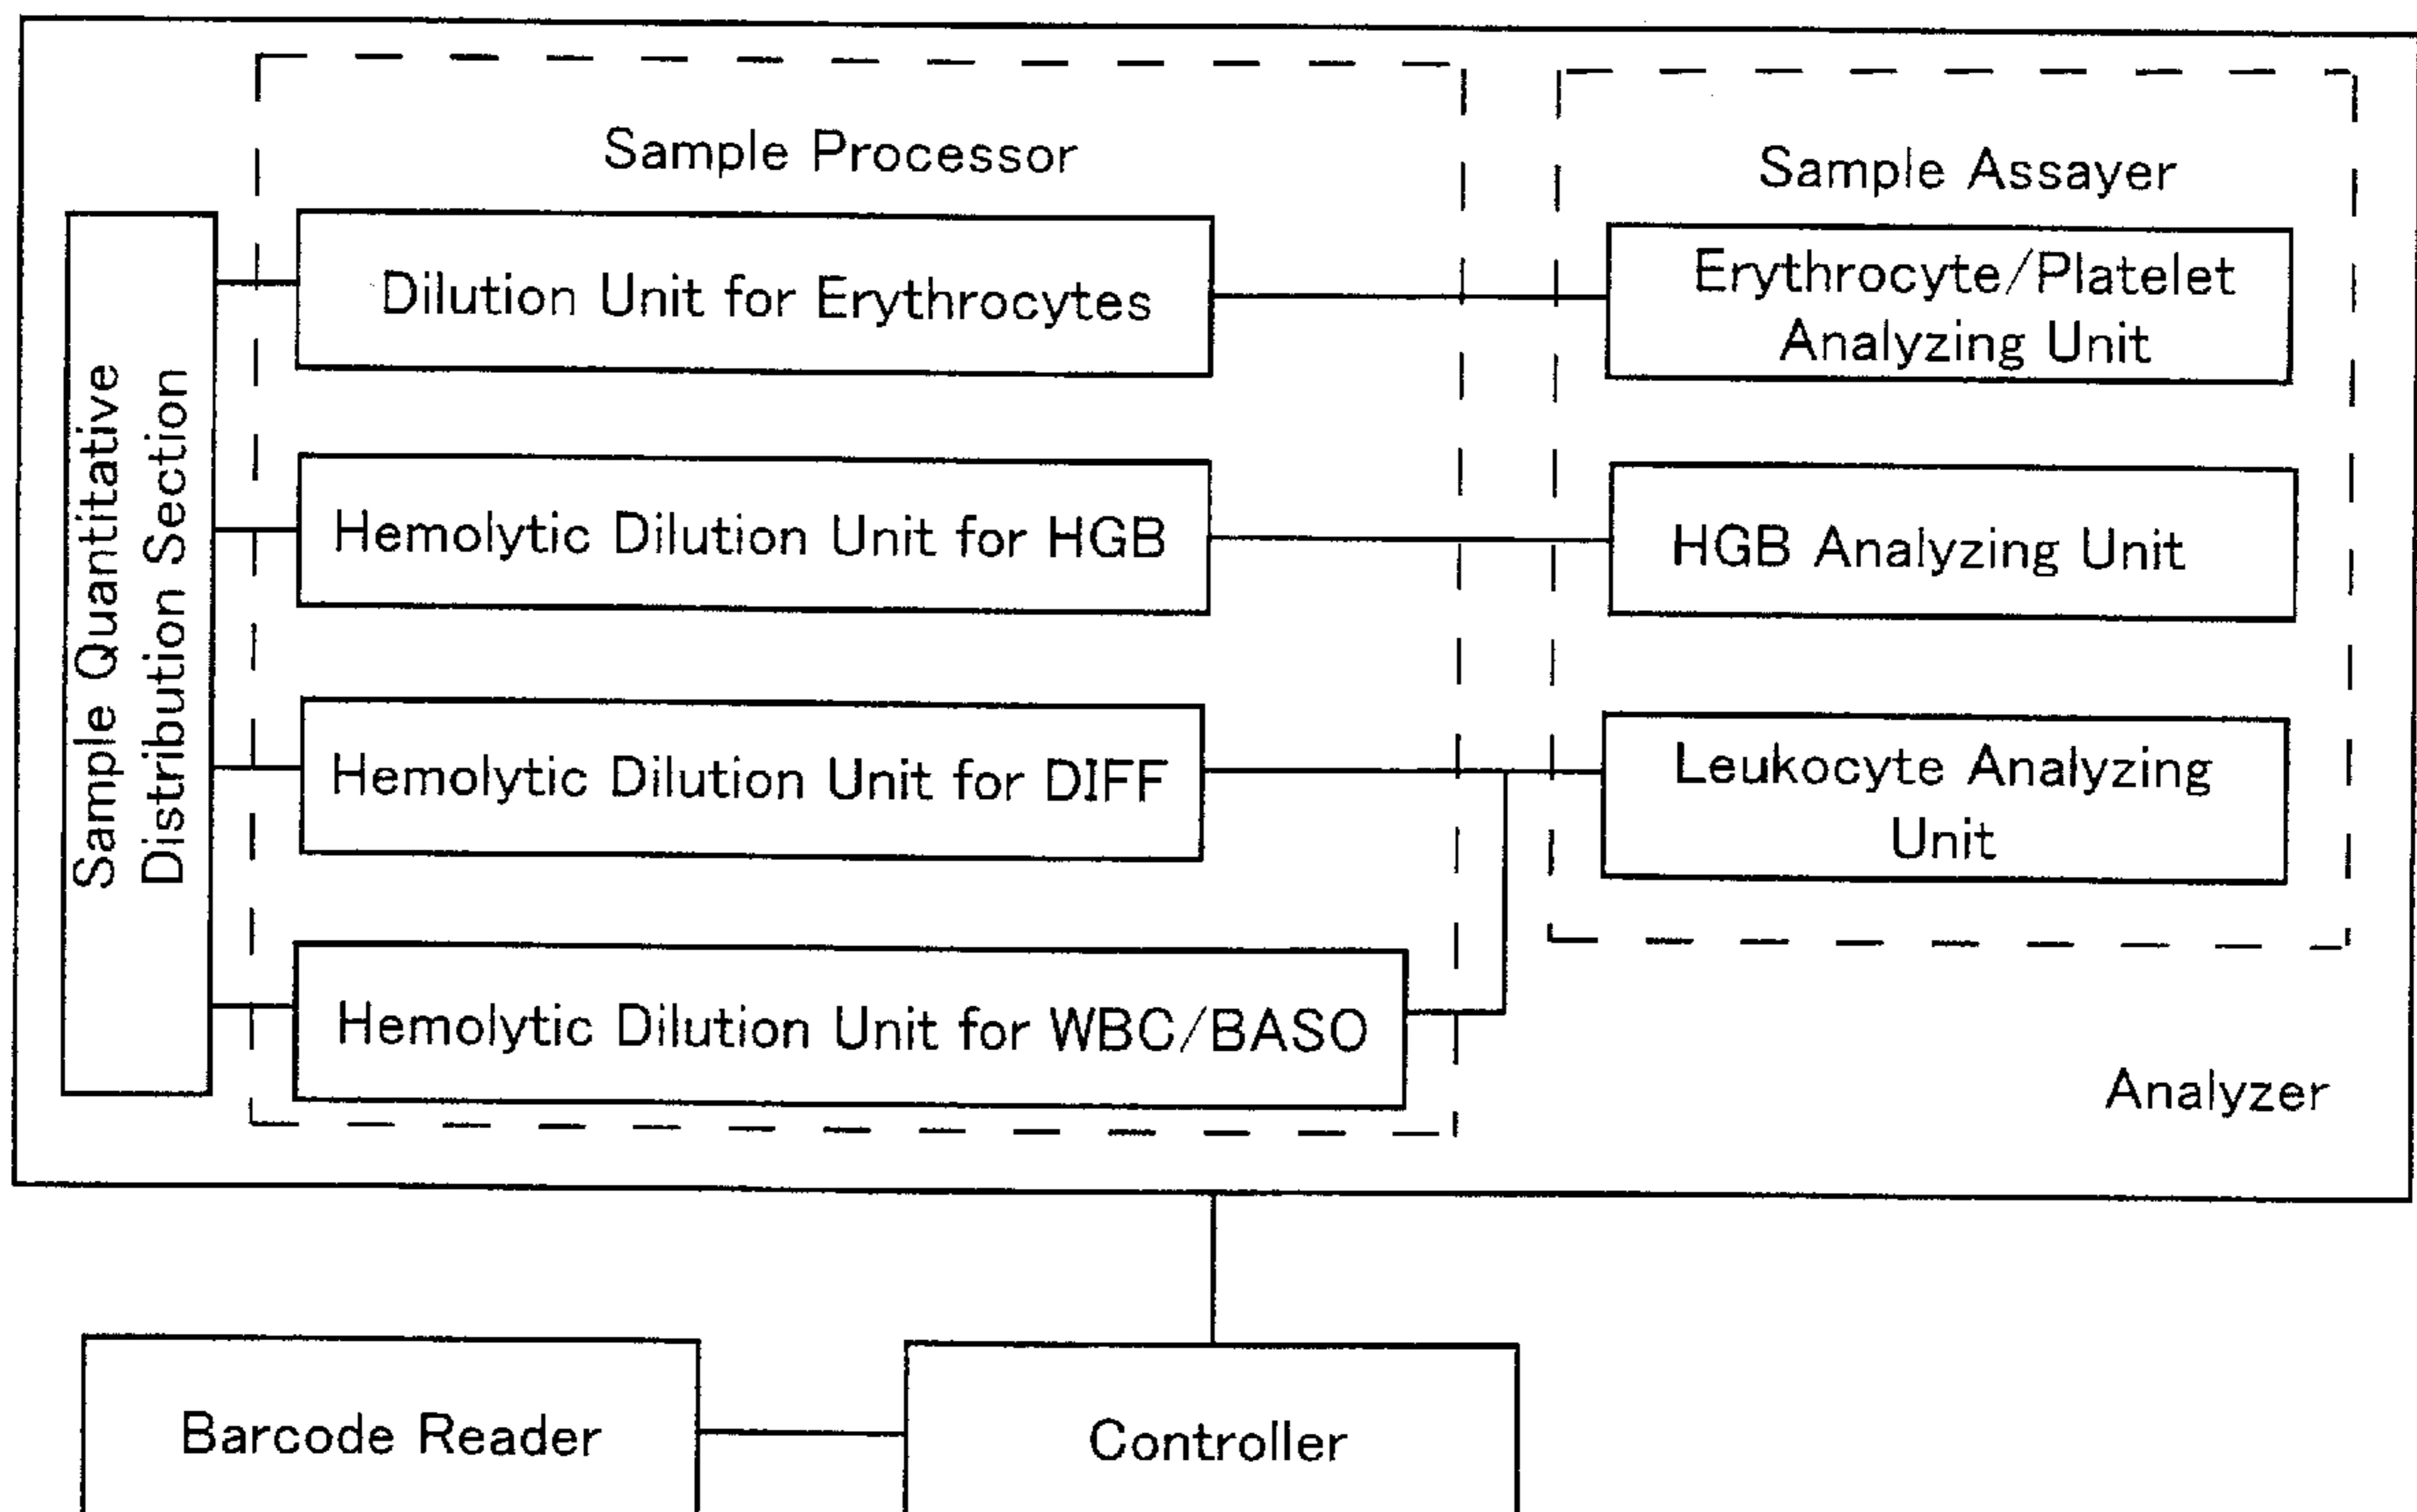 Sample Processor
Sample Assayer
Sample Quantitative
Distribution Section
Dilution Unit for Erythrocytes
Erythrocyte/Platelet
Analyzing Unit
Hemolytic Dilution Unit for HGB
HGB Analyzing Unit
Hemolytic Dilution Unit for DIFF
Leukocyte Analyzing
Unit
Hemolytic Dilution Unit for WBC/BASO
Analyzer
Barcode Reader
Controller